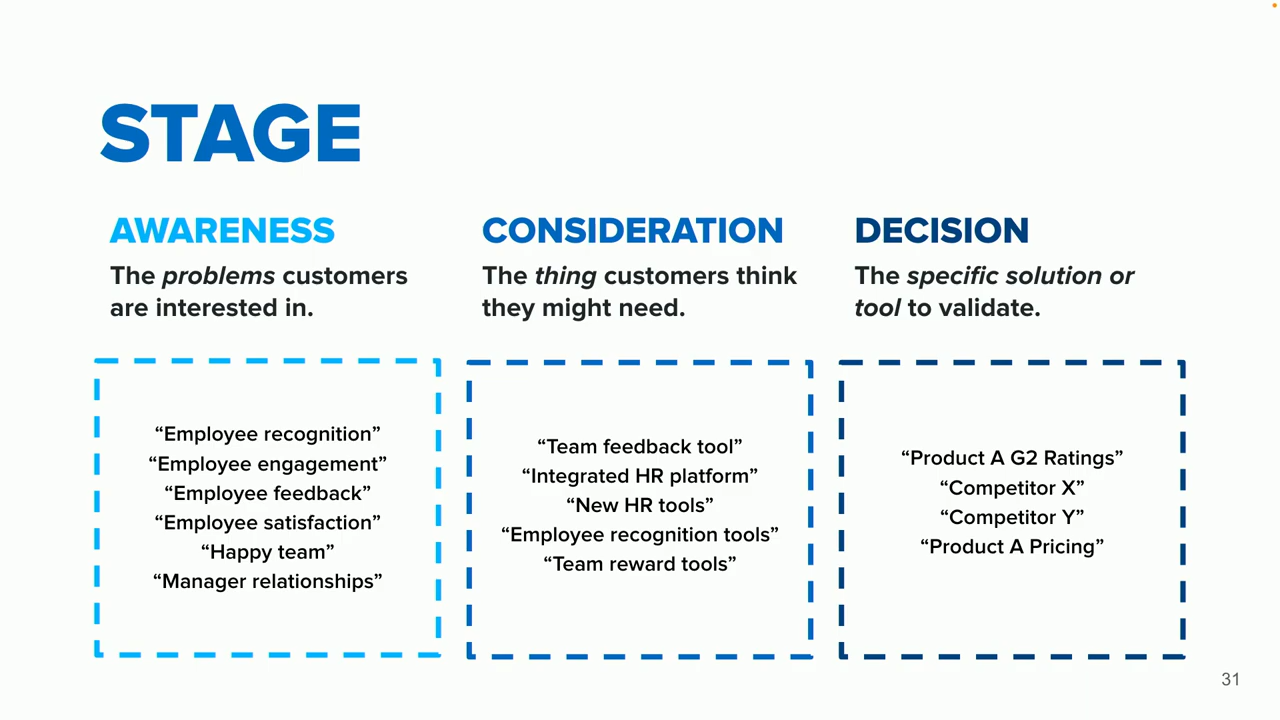 STAGE
AWARENESS
The problems customers
are interested in.
“Employee recognition”
“Employee engagement”
“Employee feedback”
“Employee satisfaction”
“Happy team”
“Manager relationships”
CONSIDERATION
The thing customers think
they might need.
“Team feedback tool”
“Integrated HR platform”
“New HR tools”
“Employee recognition tools”
“Team reward tools”
DECISION
The specific solution or
tool to validate.
“Product A G2 Ratings”
“Competitor X”
“Competitor Y”
“Product A Pricing”
31